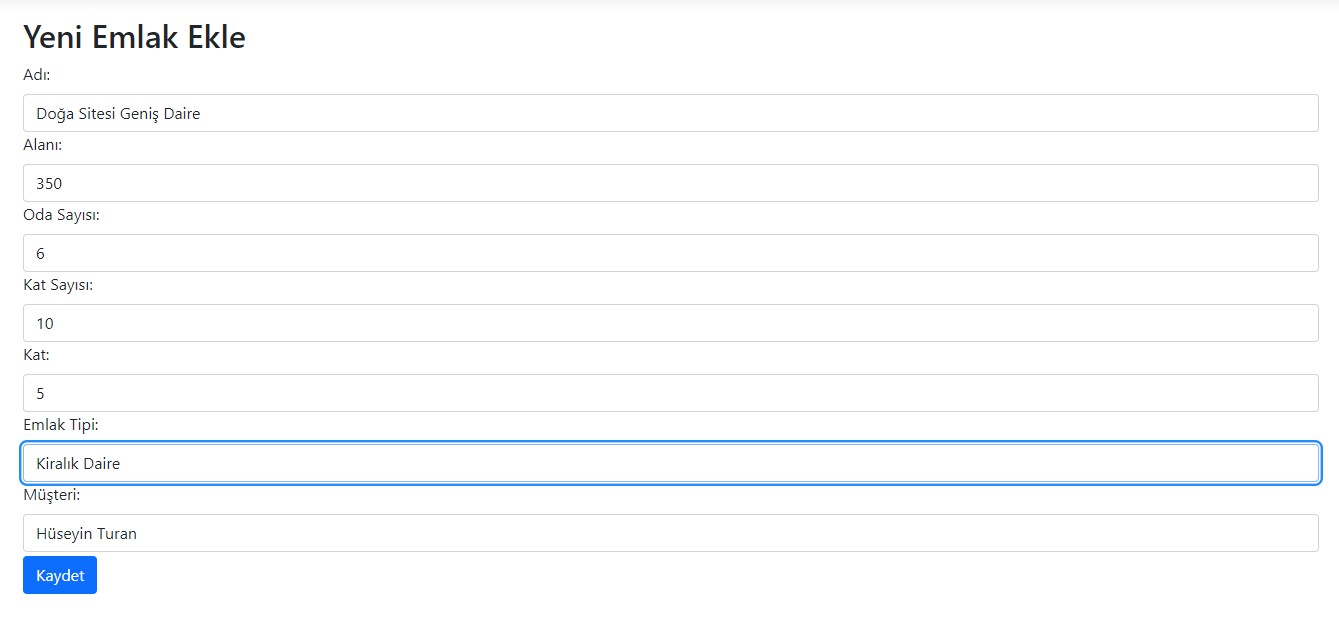 Yeni Emlak Ekle
Adı:
Doğa Sitesi Geniş Daire
Alanı:
350
Oda Sayısı:
6
Kat Sayısı:
10
Kat:
5
Emlak Tipi:
Kiralık Daire
Müşteri:
Hüseyin Turan
Kaydet